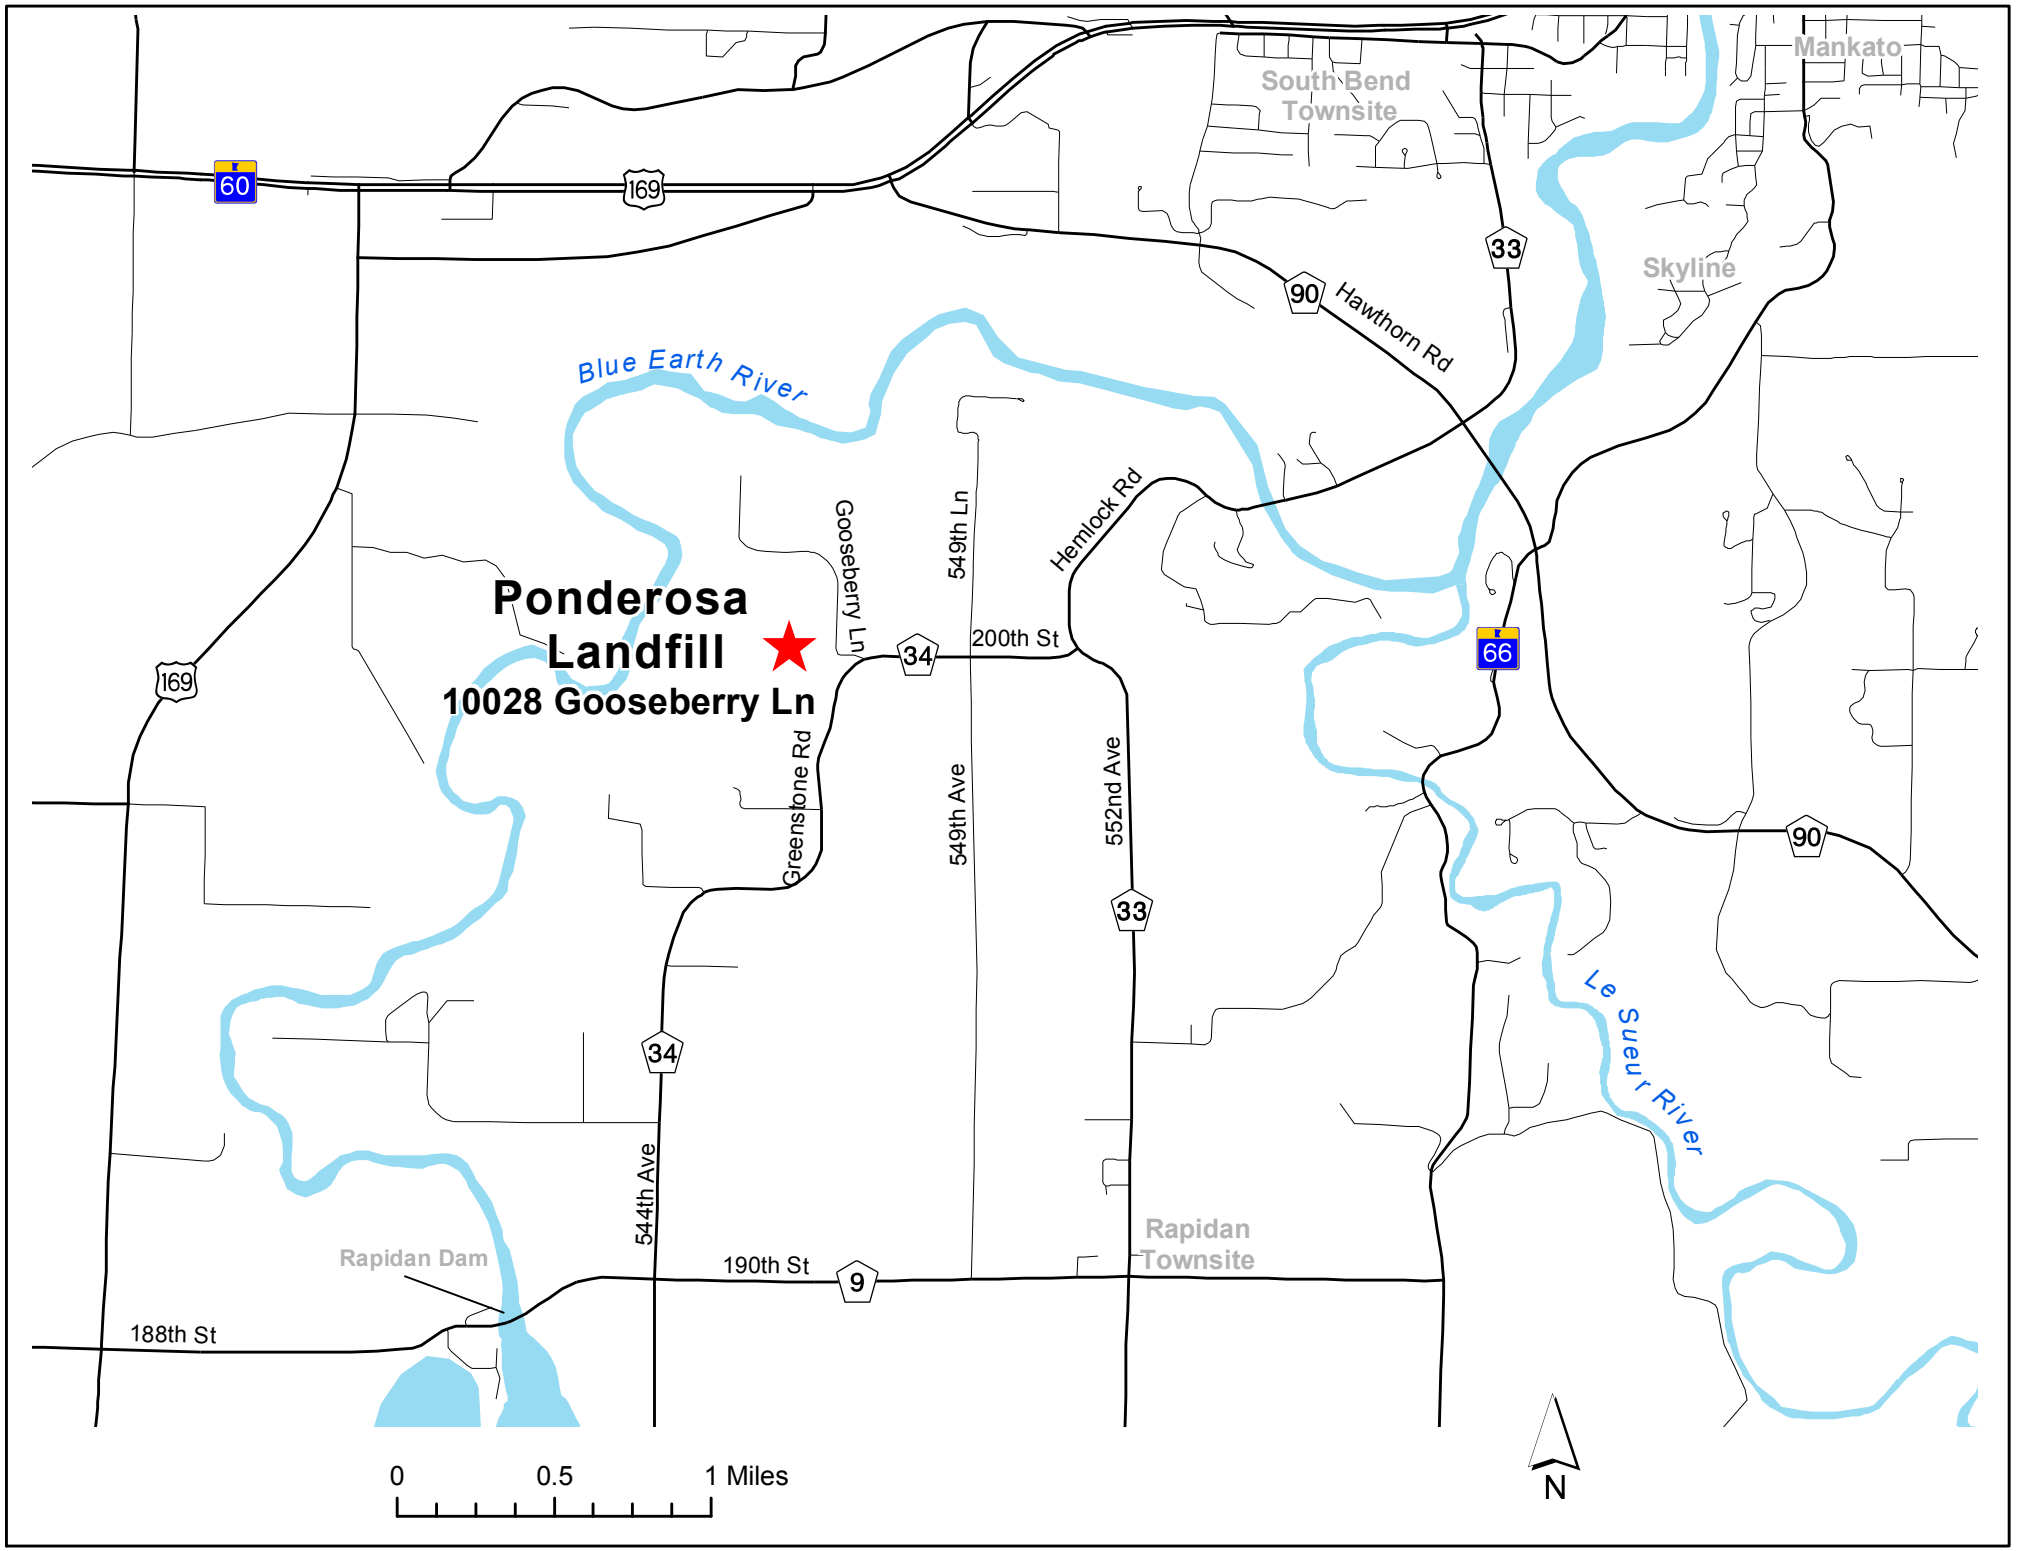 Mankato
South Bend
Townsite
60
169
33
Skyline
90
Hawthorn Rd
Blue Earth River
Hemlock Rd
549th Ln
Gooseberry Ln
Ponderosa
Landfill
10028 Gooseberry Ln
34
200th St
66
169
Greenstone Rd
549th Ave
552nd Ave
90
33
Le Sueur River
34
544th Ave
Rapidan
Townsite
Rapidan Dam
190th St
9
188th St
0 0.5 1 Miles
N